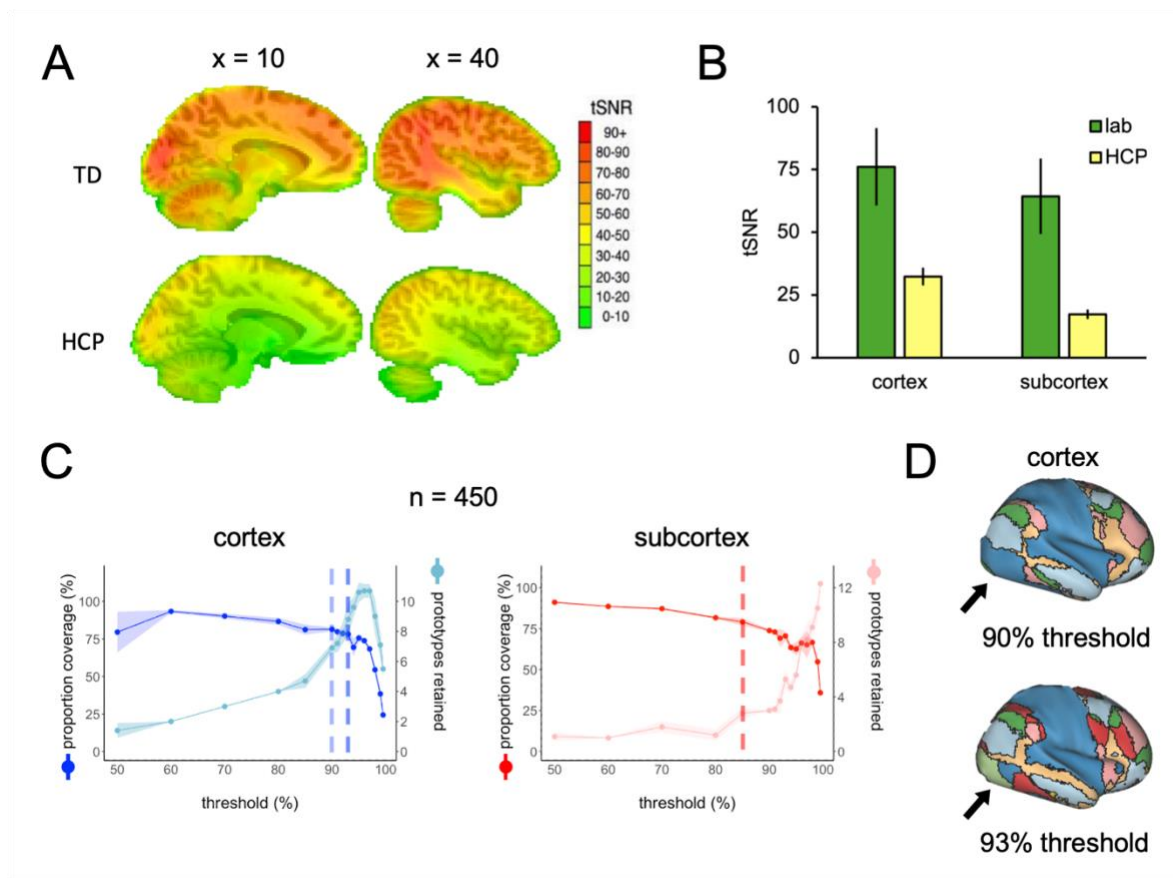 A
x = 10
x = 40
TD
HCP
tSNR
90+
80-90
70-80
60-70
50-60
40-50
30-40
20-30
10-20
0-10
B
100
75
50
25
0
tSNR
lab
HCP
cortex
subcortex
C
n = 450
cortex
proportion coverage (%)
100
75
50
25
0
10
8
6
4
2
0
prototypes retained
50 60 70 80 90 100
threshold (%)
subcortex
proportion coverage (%)
100
75
50
25
0
12
8
4
0
prototypes retained
50 60 70 80 90 100
threshold (%)
D
cortex
90% threshold
93% threshold